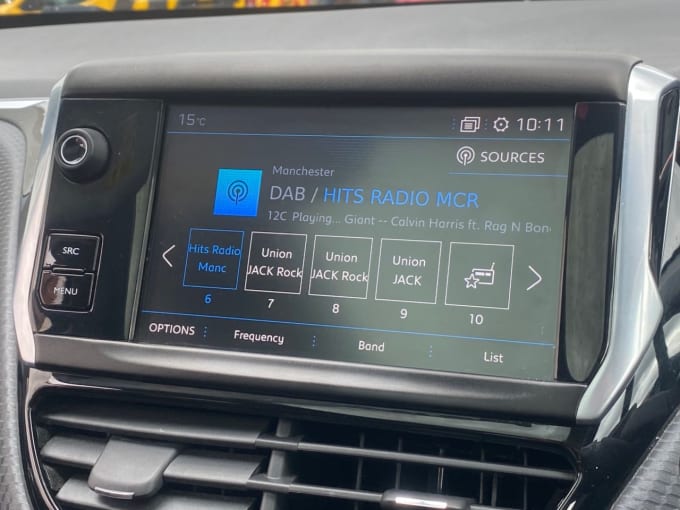 15°C
10:11
SOURCES
Manchester
DAB / HITS RADIO MCR
12C Playing... Giant -- Calvin Harris ft. Rag N Bon
SRC
MENU
Hits Radio
Manc
6
Union
JACK Rock
7
Union
JACK Rock
8
Union
JACK
9
10
OPTIONS
Frequency
Band
List